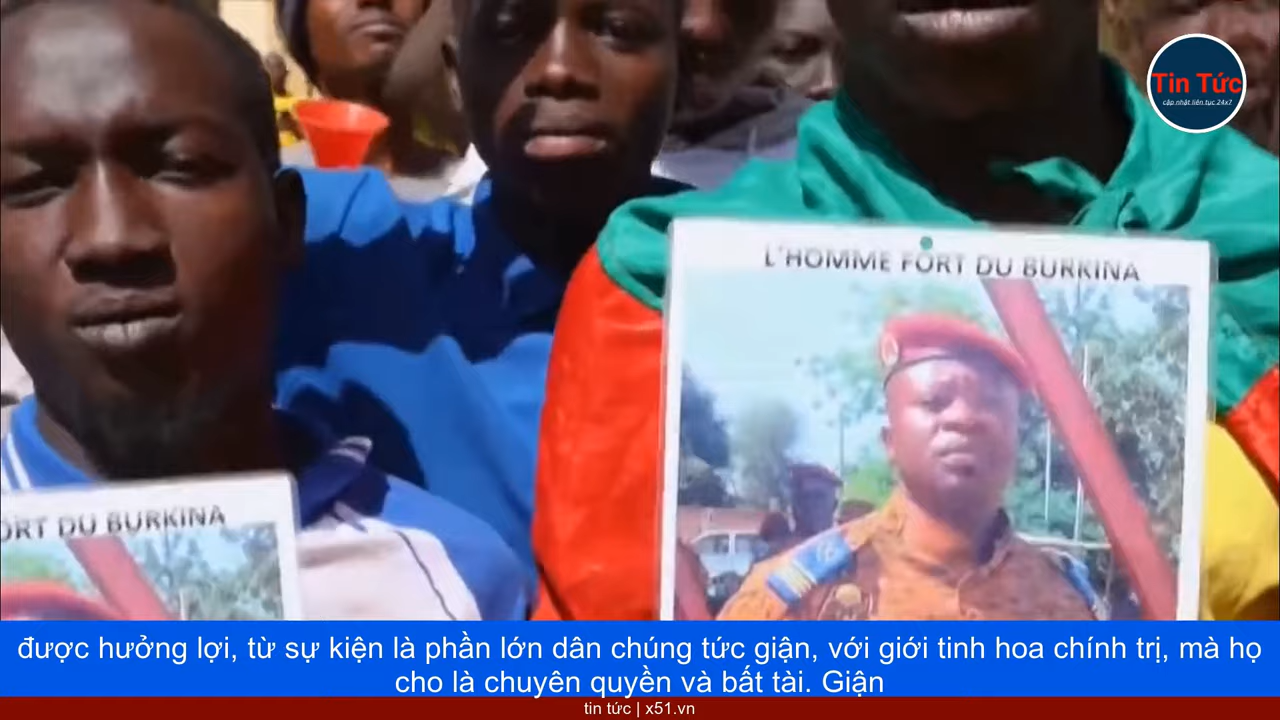 Tin Tức
cập nhật liên tục 24x7
L'HOMME FORT DU BURKINA
ORT DU BURKINA
được hưởng lợi, từ sự kiện là phần lớn dân chúng tức giận, với giới tinh hoa chính trị, mà họ
cho là chuyên quyền và bất tài. Giận
tin tức | x51.vn